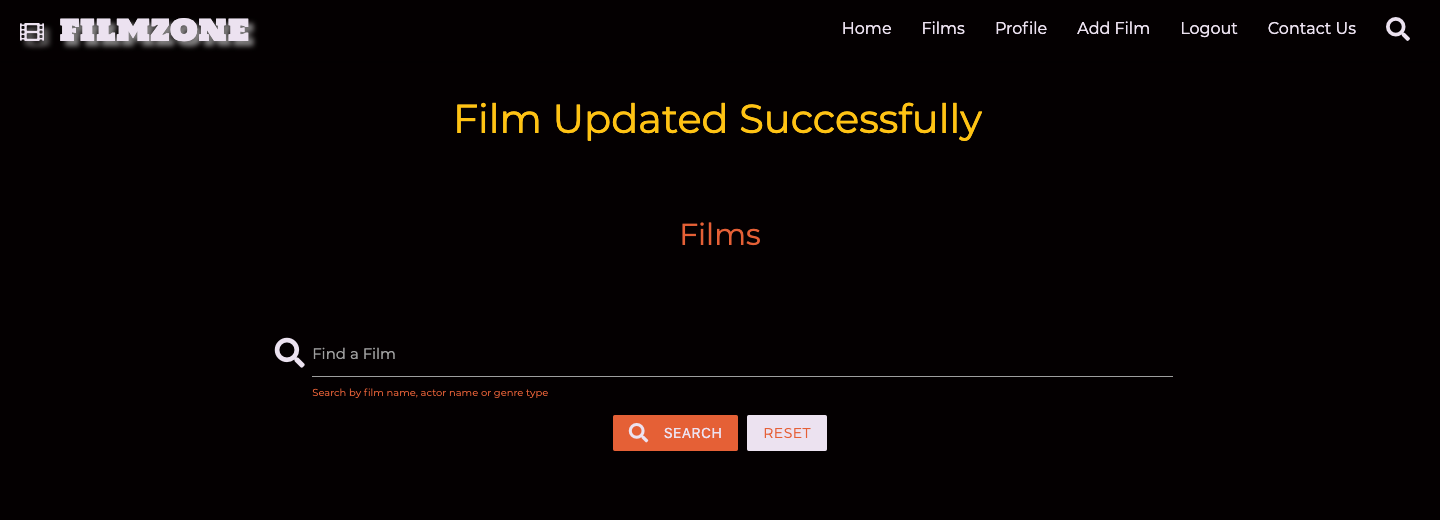 FILMZONE
Home Films Profile Add Film Logout Contact Us
Film Updated Successfully
Films
Find a Film
Search by film name, actor name or genre type
SEARCH RESET